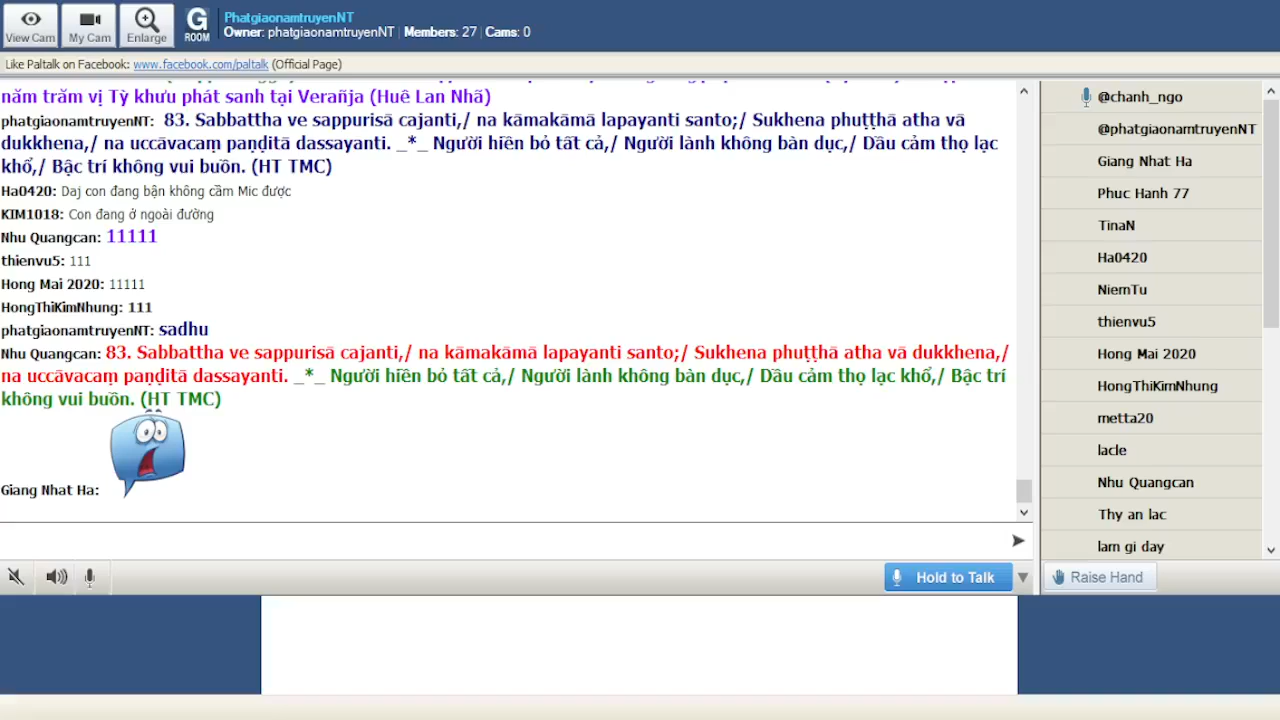 View Cam
My Cam
Enlarge
G
ROOM
PhatgiaonamtruyenNT
Owner: phatgiaonamtruyenNT | Members: 27 | Cams: 0
Like Paltalk on Facebook: www.facebook.com/paltalk (Official Page)
năm trăm vị Tỳ khưu phát sanh tại Verañja (Huê Lan Nhã)
phatgiaonamtruyenNT: 83. Sabbattha ve sappurisā cajanti,/ na kāmakāmā lapayanti santo;/ Sukhena phuṭṭhā atha vā
dukkhena,/ na uccāvacaṃ paṇḍitā dassayanti. _*_ Người hiền bỏ tất cả,/ Người lành không bàn dục,/ Dầu cảm thọ lạc
khổ,/ Bậc trí không vui buồn. (HT TMC)
Ha0420: Daj con đang bận không cầm Mic được
KIM1018: Con đang ở ngoài đường
Nhu Quangcan: 11111
thienvu5: 111
Hong Mai 2020: 11111
HongThiKimNhung: 111
phatgiaonamtruyenNT: sadhu
Nhu Quangcan: 83. Sabbattha ve sappurisā cajanti,/ na kāmakāmā lapayanti santo;/ Sukhena phuṭṭhā atha vā dukkhena,/
na uccāvacaṃ paṇḍitā dassayanti. _*_ Người hiền bỏ tất cả,/ Người lành không bàn dục,/ Dầu cảm thọ lạc khổ,/ Bậc trí
không vui buồn. (HT TMC)
Giang Nhat Ha:
Hold to Talk
@chanh_ngo
@phatgiaonamtruyenNT
Giang Nhat Ha
Phuc Hanh 77
TinaN
Ha0420
NiemTu
thienvu5
Hong Mai 2020
HongThiKimNhung
metta20
lacle
Nhu Quangcan
Thy an lac
lam gi day
Raise Hand